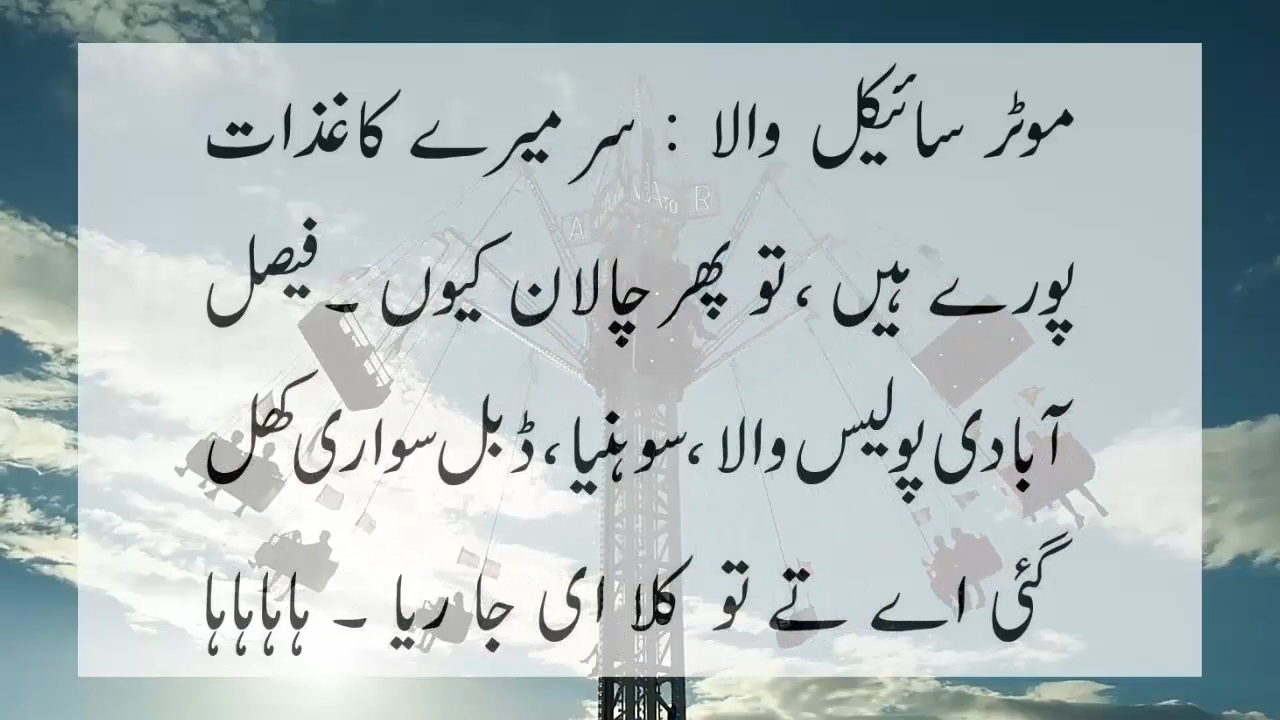 موٹر سائیکل والا : سر میرے کاغذات
پورے ہیں ،تو پھر چالان کیوں ۔فیصل
آبادی پولیس والا ،سوہنیا،ڈبل سواری کھل
گئی اے تے تو کلا ای جا ریا ۔ ہاہاہاہا